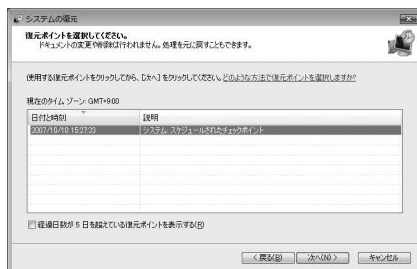 システムの復元
復元ポイントを選択してください。
ドキュメントの変更や削除は行われません。処理を元に戻すこともできます。
使用する復元ポイントをクリックしてから、[次へ] をクリックしてください。どのような方法で復元ポイントを選択しますか?
現在のタイム ゾーン: GMT+9:00
日付と時刻 説明
2007/10/10 15:27:23 システム: スケジュールされたチェックポイント
経過日数が 5 日を超えている復元ポイントを表示する(R)
< 戻る(B) 次へ(N) > キャンセル